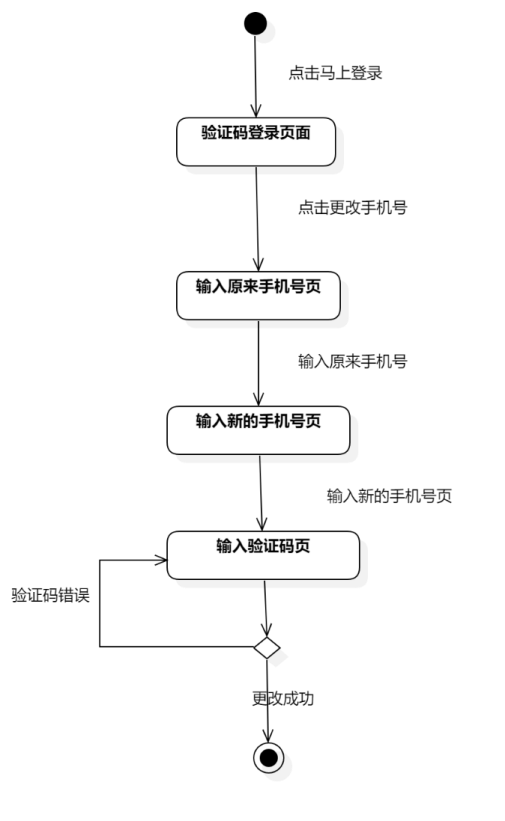 点击马上登录
验证码登录页面
点击更改手机号
输入原来手机号页
输入原来手机号
输入新的手机号页
输入新的手机号页
输入验证码页
验证码错误
更改成功